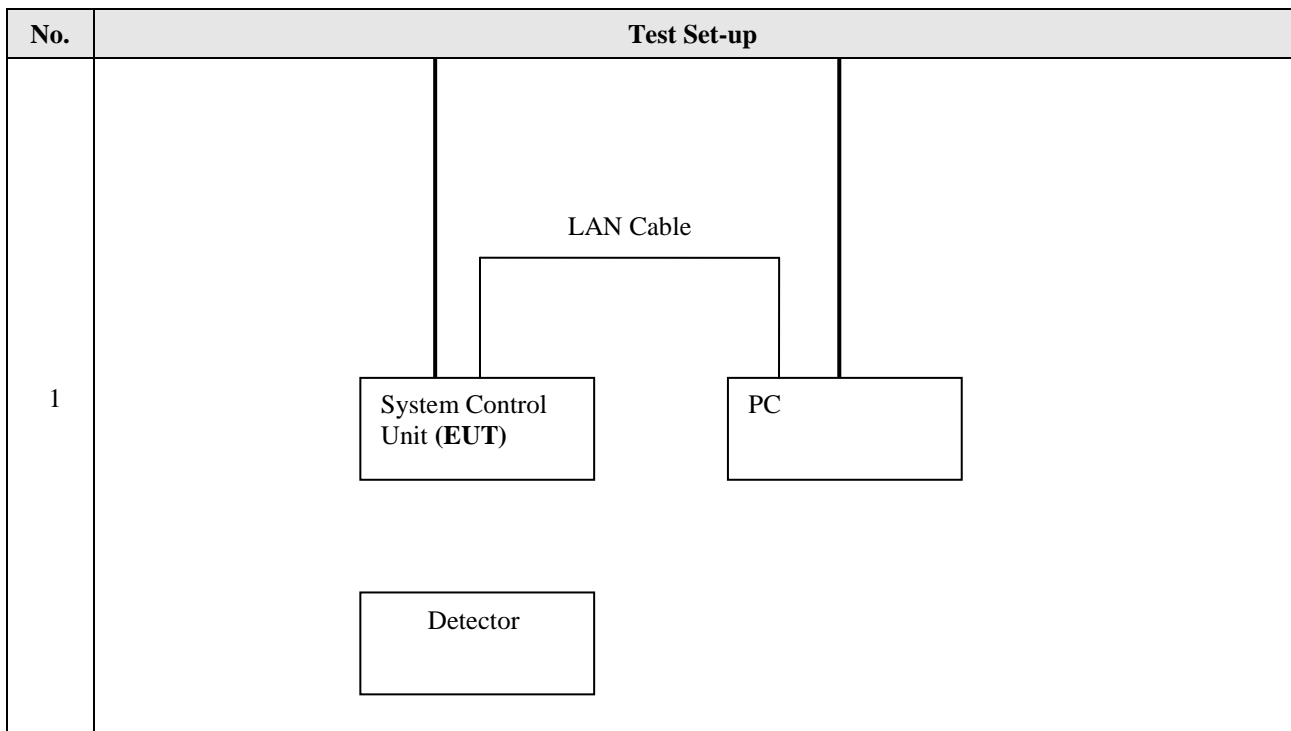 No.
Test Set-up
LAN Cable
1
System Control
Unit (EUT)
PC
Detector